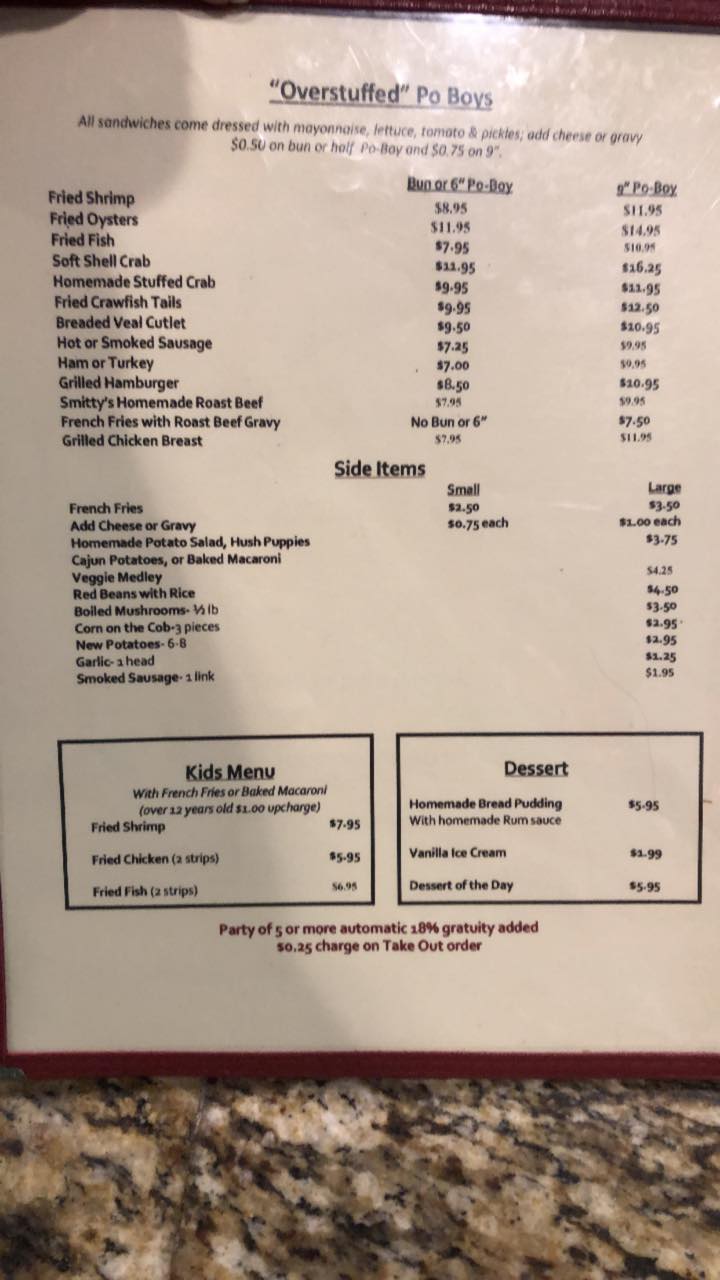 "Overstuffed" Po Boys
All sandwiches come dressed with mayonnaise, lettuce, tomato & pickles; add cheese or gravy
$0.50 on bun or half Po-Boy and $0.75 on 9".
Bun or 6" Po-Boy 9" Po-Boy
Fried Shrimp $8.95 $11.95
Fried Oysters $11.95 $14.95
Fried Fish $7.95 $10.95
Soft Shell Crab $11.95 $16.25
Homemade Stuffed Crab $9.95 $11.95
Fried Crawfish Tails $9.95 $12.50
Breaded Veal Cutlet $9.50 $10.95
Hot or Smoked Sausage $7.25 $9.95
Ham or Turkey $7.00 $9.95
Grilled Hamburger $8.50 $10.95
Smitty's Homemade Roast Beef $7.95 $9.95
French Fries with Roast Beef Gravy No Bun or 6" $7.50
Grilled Chicken Breast $7.95 $11.95
Side Items
Small Large
French Fries $2.50 $3.50
Add Cheese or Gravy $0.75 each $1.00 each
Homemade Potato Salad, Hush Puppies $3.75
Cajun Potatoes, or Baked Macaroni
Veggie Medley $4.25
Red Beans with Rice $4.50
Boiled Mushrooms- ½ lb $3.50
Corn on the Cob-3 pieces $2.95
New Potatoes- 6-8 $2.95
Garlic- 1 head $1.25
Smoked Sausage- 1 link $1.95
Kids Menu
With French Fries or Baked Macaroni
(over 12 years old $1.00 upcharge)
Fried Shrimp $7.95
Fried Chicken (2 strips) $5.95
Fried Fish (2 strips) $6.95
Dessert
Homemade Bread Pudding $5.95
With homemade Rum sauce
Vanilla Ice Cream $1.99
Dessert of the Day $5.95
Party of 5 or more automatic 18% gratuity added
$0.25 charge on Take Out order